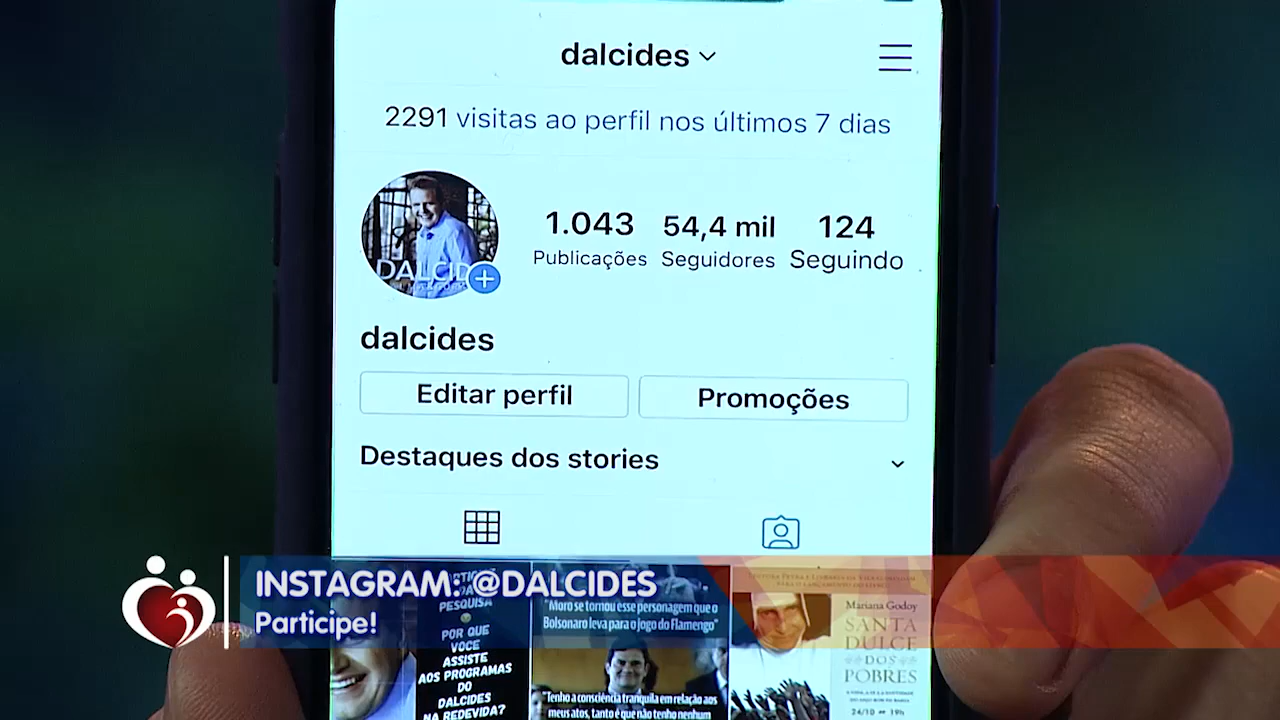 dalcides
2291 visitas ao perfil nos últimos 7 dias
1.043 54,4 mil 124
Publicações Seguidores Seguindo
DALCID
dalcides
Editar perfil Promoções
Destaques dos stories
INSTAGRAM: @DALCIDES
Participe!
PESQUISA
POR QUE
VOCE
ASSISTE
AOS PROGRAMAS
DO
DALCIDES
NA REDEVIDA?
"Moro se tornou esse personagem que o
Bolsonaro leva para o jogo do Flamengo"
"Tenho a consciência tranquila em relação aos
meus atos, tanto é que não tenho nenhum
Mariana Godoy
SANTA
DULCE
DOS
POBRES
24/10 19h